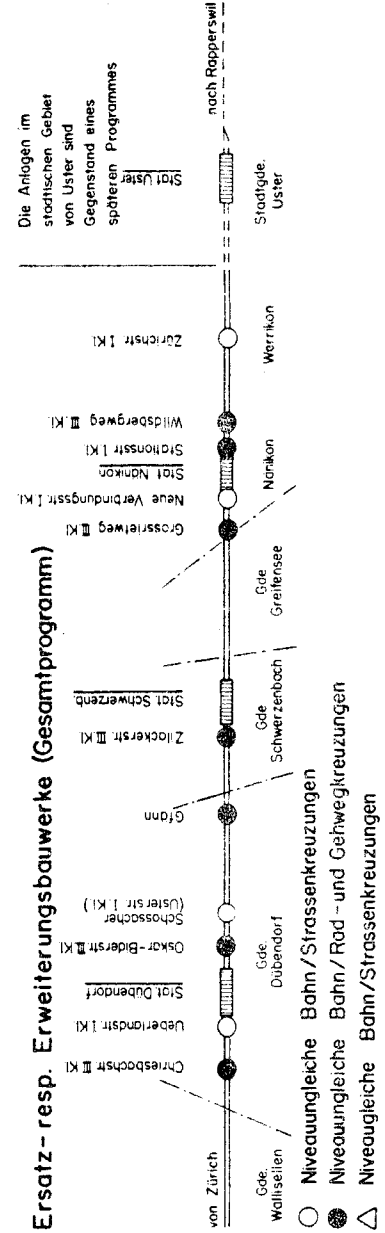 Ersatz- resp. Erweiterungsbauwerke (Gesamtprogramm)
Die Anlagen im
städtischen Gebiet
von Uster sind
Gegenstand eines
späteren Programmes
Chriesbachstr. III. Kl.
Ueberlandstr. I. Kl.
Stat. Dübendorf
Oskar-Biderstr. III. Kl.
Schossacher
(Usterstr. I. Kl.)
Gfänn
Zilackerstr. III. Kl.
Stat. Schwerzenb.
Grossrietweg III. Kl.
Neue Verbindungsstr. I. Kl.
Stat. Nänikon
Stationsstr. I. Kl.
Wildsbergweg III. Kl.
Zürichstr. I. Kl.
Stat. Uster
von Zürich
nach Rapperswil
Gde.
Wallisellen
Gde.
Dübendorf
Gde
Schwerzenbach
Gde
Greifensee
Nänikon
Werrikon
Stadtgde.
Uster
Niveauungleiche Bahn/Strassenkreuzungen
Niveauungleiche Bahn/Rad- und Gehwegkreuzungen
Niveaugleiche Bahn/Strassenkreuzungen